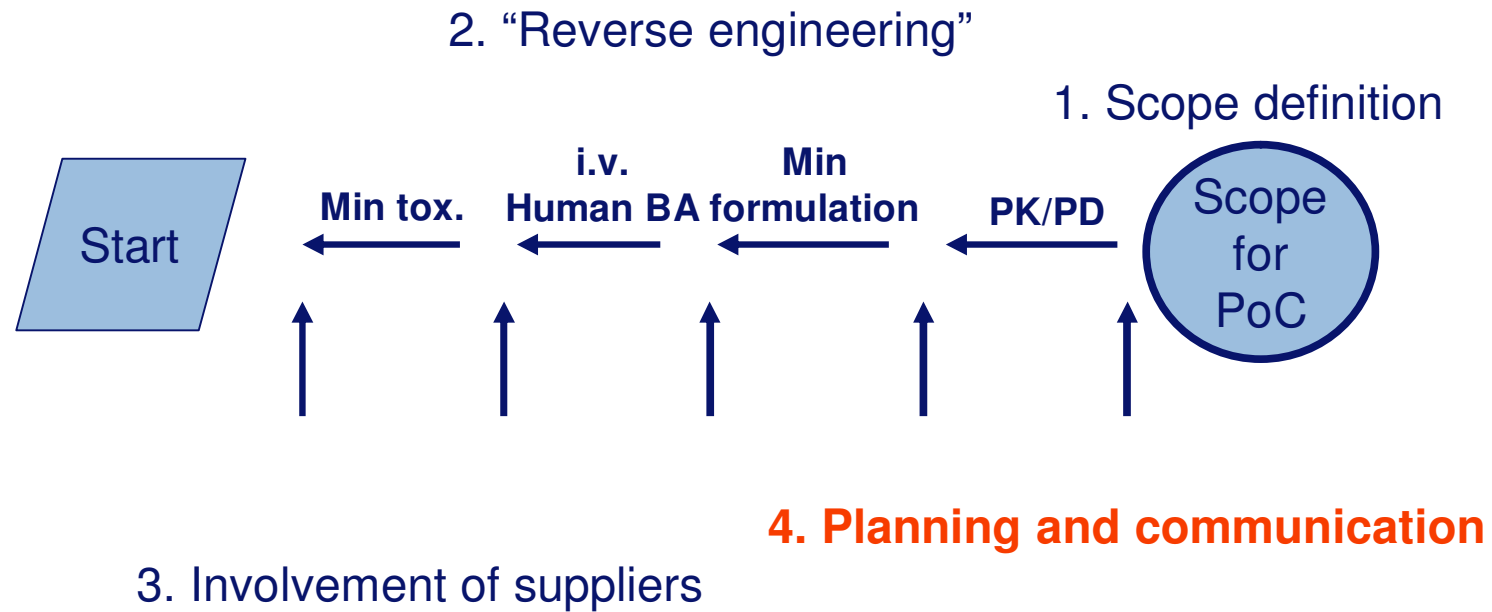 2. “Reverse engineering”
1. Scope definition
Start
Min tox.
i.v.
Human BA
Min
formulation
PK/PD
Scope
for
PoC
4. Planning and communication
3. Involvement of suppliers